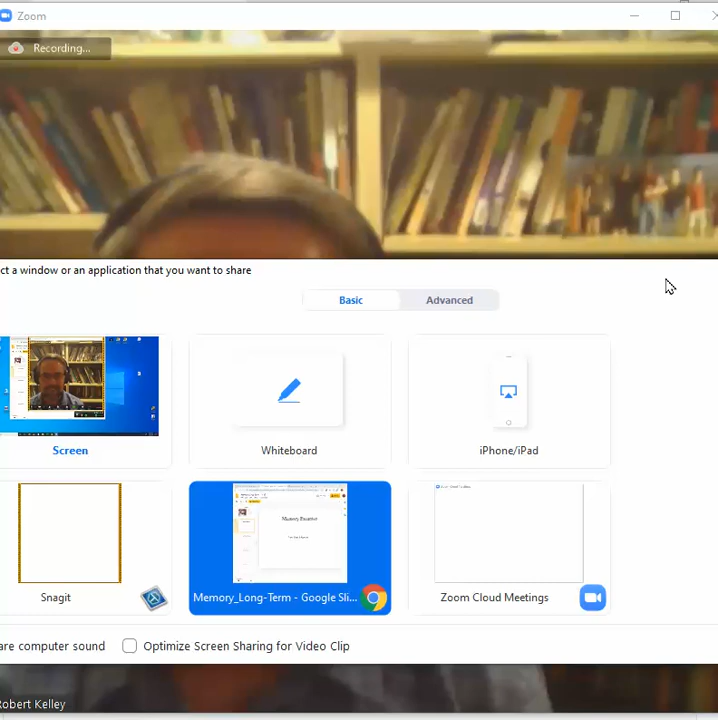 Zoom
Recording...
ct a window or an application that you want to share
Basic Advanced
Screen
Whiteboard
iPhone/iPad
Snagit
Memory_Long-Term - Google Sli...
Zoom Cloud Meetings
are computer sound
Optimize Screen Sharing for Video Clip
Robert Kelley